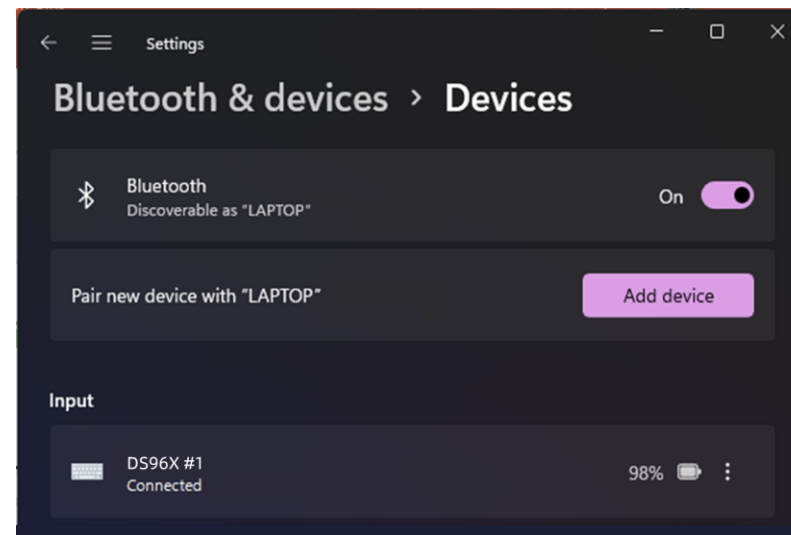 Settings
Bluetooth & devices › Devices
Bluetooth
Discoverable as "LAPTOP"
On
Pair new device with "LAPTOP"
Add device
Input
DS96X #1
Connected
98%